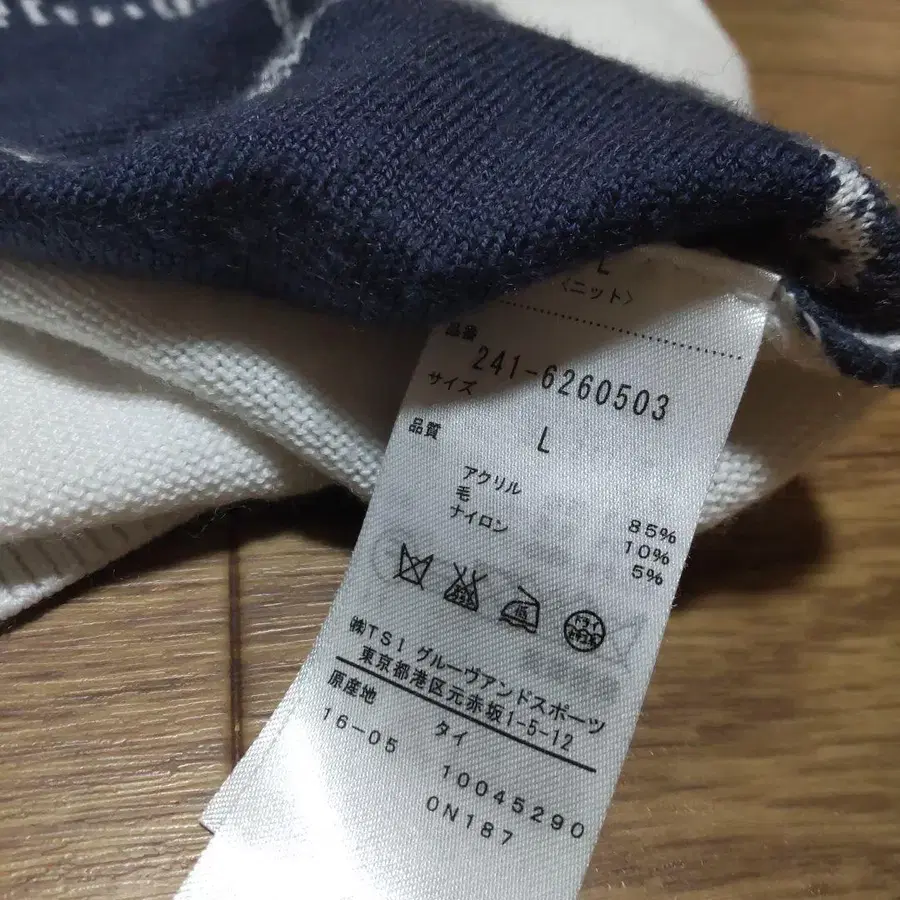 L
〈ニット〉
品番
241-6260503
サイズ
L
品質
アクリル 85%
毛 10%
ナイロン 5%
ドライ
㈱TSI グルーヴアンドスポーツ
東京都港区元赤坂1-5-12
原産地 タイ
16-05 10045290
0N187